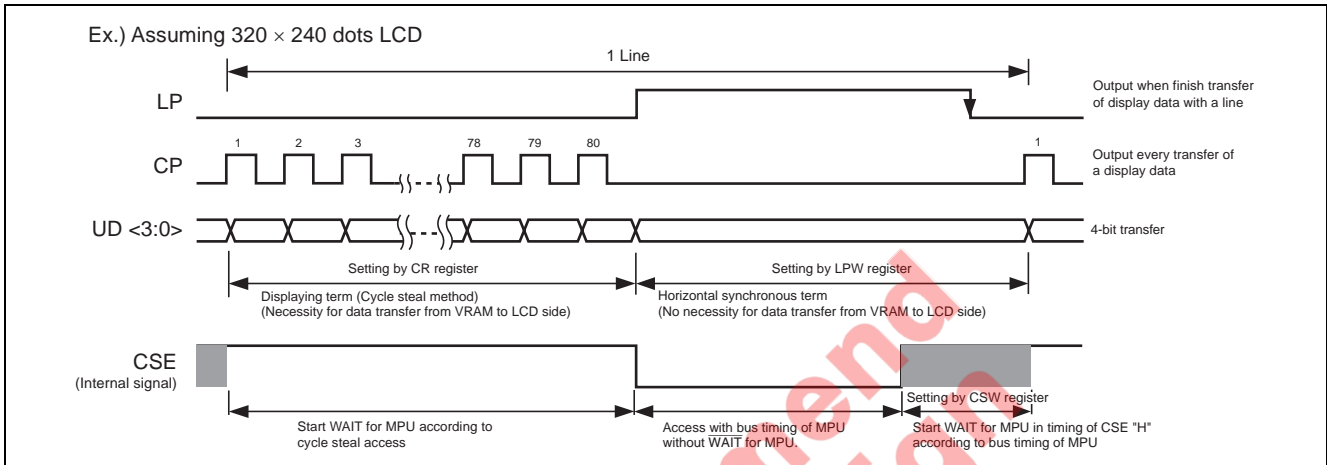 Ex.) Assuming 320 × 240 dots LCD
1 Line
LP
Output when finish transfer
of display data with a line
CP
1 2 3 78 79 80 1
Output every transfer of
a display data
UD <3:0>
4-bit transfer
Setting by CR register
Setting by LPW register
Displaying term (Cycle steal method)
(Necessity for data transfer from VRAM to LCD side)
Horizontal synchronous term
(No necessity for data transfer from VRAM to LCD side)
CSE
(Internal signal)
Setting by CSW register
Start WAIT for MPU according to
cycle steal access
Access with bus timing of MPU
without WAIT for MPU.
Start WAIT for MPU in timing of CSE "H"
according to bus timing of MPU
mend
sign